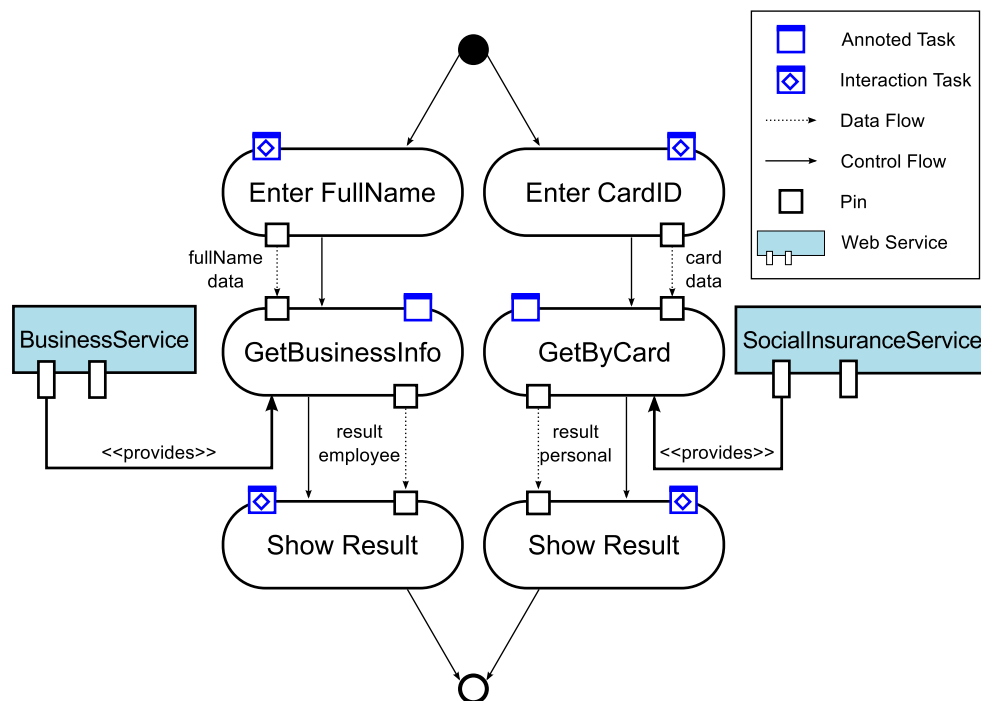 Annoted Task
Interaction Task
Data Flow
Control Flow
Pin
Web Service
Enter FullName
Enter CardID
fullName
data
card
data
BusinessService
GetBusinessInfo
GetByCard
SocialInsuranceService
<<provides>>
result
employee
result
personal
<<provides>>
Show Result
Show Result